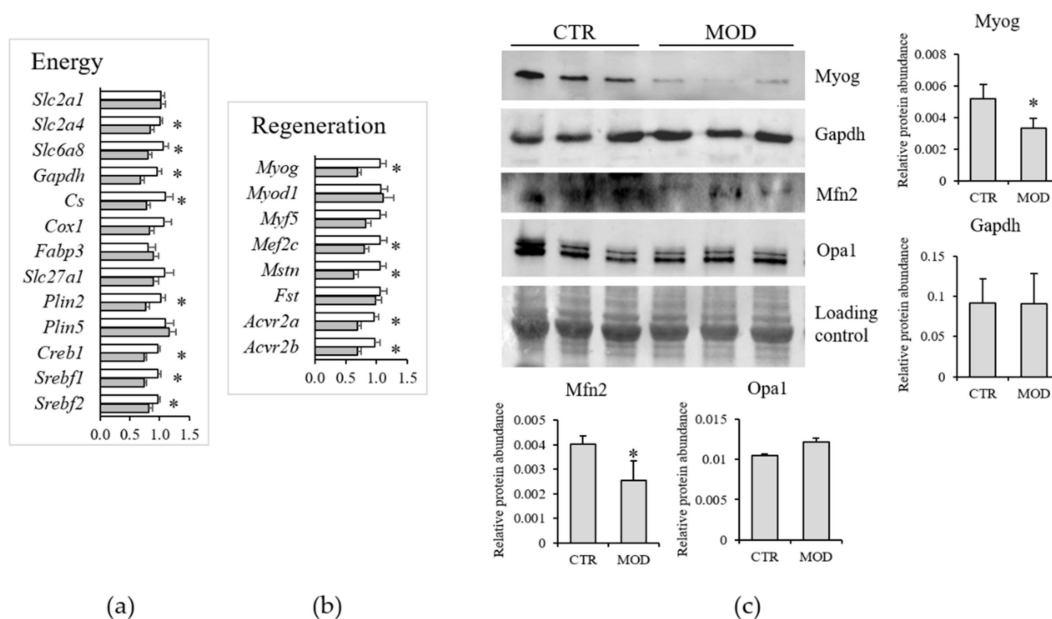 Energy
Slc2a1
Slc2a4 *
Slc6a8 *
Gapdh *
Cs *
Cox1
Fabp3
Slc27a1
Plin2 *
Plin5
Creb1 *
Srebf1 *
Srebf2 *
0.0 0.5 1.0 1.5
(a)
Regeneration
Myog *
Myod1
Myf5
Mef2c *
Mstn *
Fst
Acvr2a *
Acvr2b *
0.0 0.5 1.0 1.5
(b)
CTR MOD
Myog
Gapdh
Mfn2
Opa1
Loading
control
Myog
Relative protein abundance
0.008
0.006
0.004
0.002
0
*
CTR MOD
Gapdh
Relative protein abundance
0.15
0.1
0.05
0
CTR MOD
Mfn2
Relative protein abundance
0.005
0.004
0.003
0.002
0.001
0
*
CTR MOD
Opa1
Relative protein abundance
0.015
0.01
0.005
0
CTR MOD
(c)